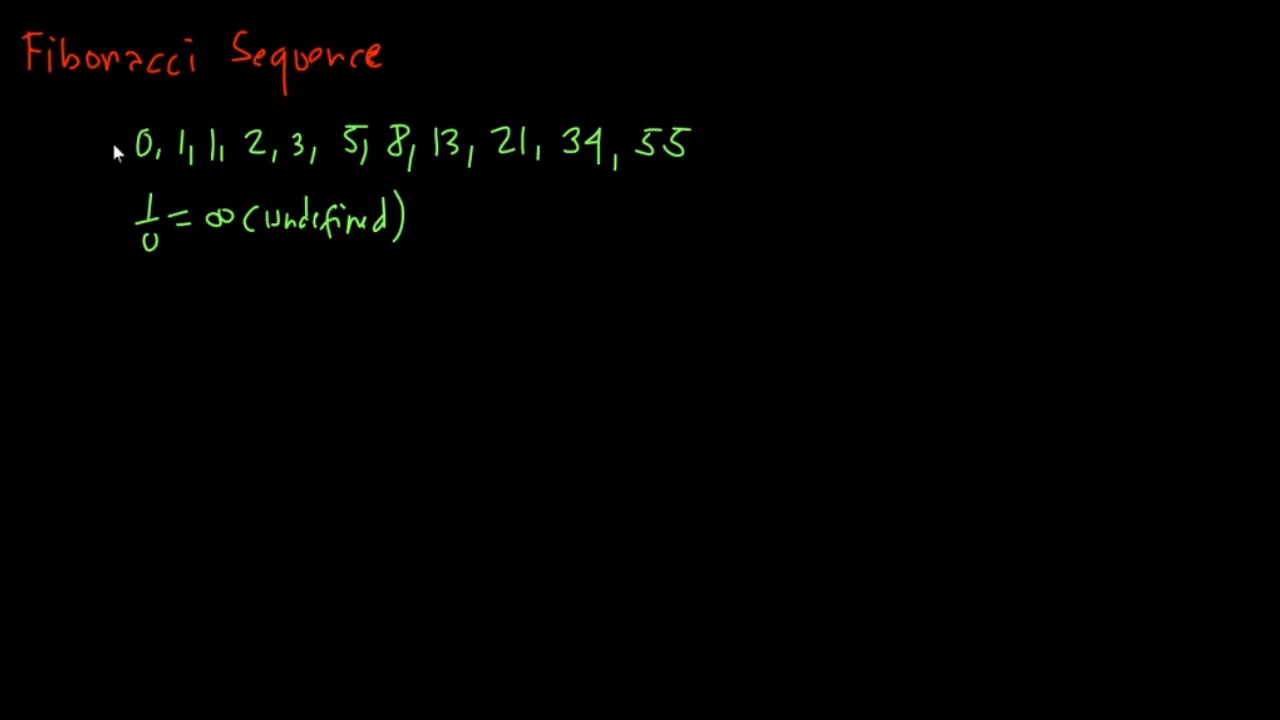 Fibonacci Sequence
0, 1, 1, 2, 3, 5, 8, 13, 21, 34, 55
1/0 = ∞ (undefined)